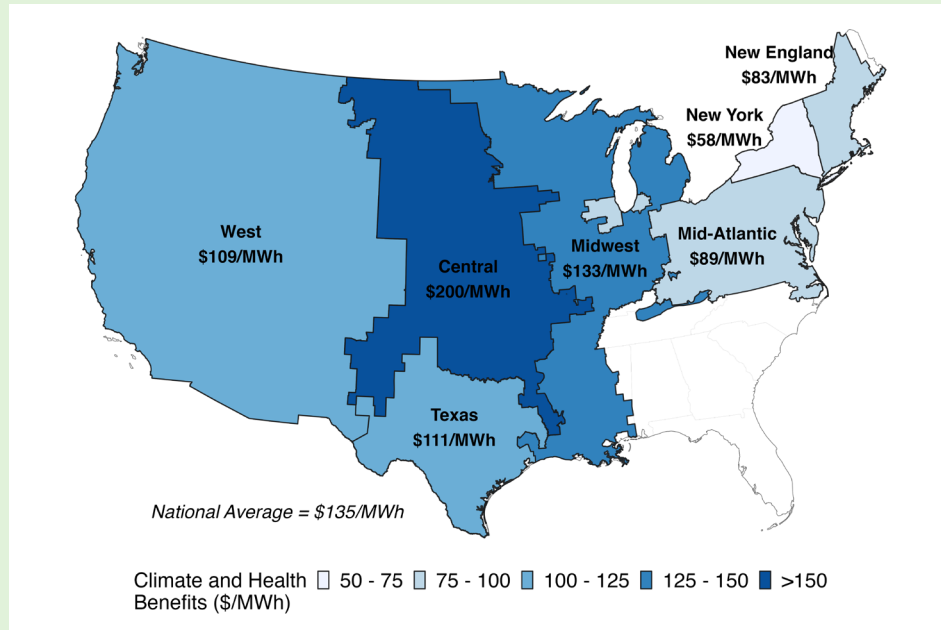 New England
$83/MWh
New York
$58/MWh
West
$109/MWh
Central
$200/MWh
Midwest
$133/MWh
Mid-Atlantic
$89/MWh
Texas
$111/MWh
National Average = $135/MWh
Climate and Health 50 - 75 75 - 100 100 - 125 125 - 150 >150
Benefits ($/MWh)